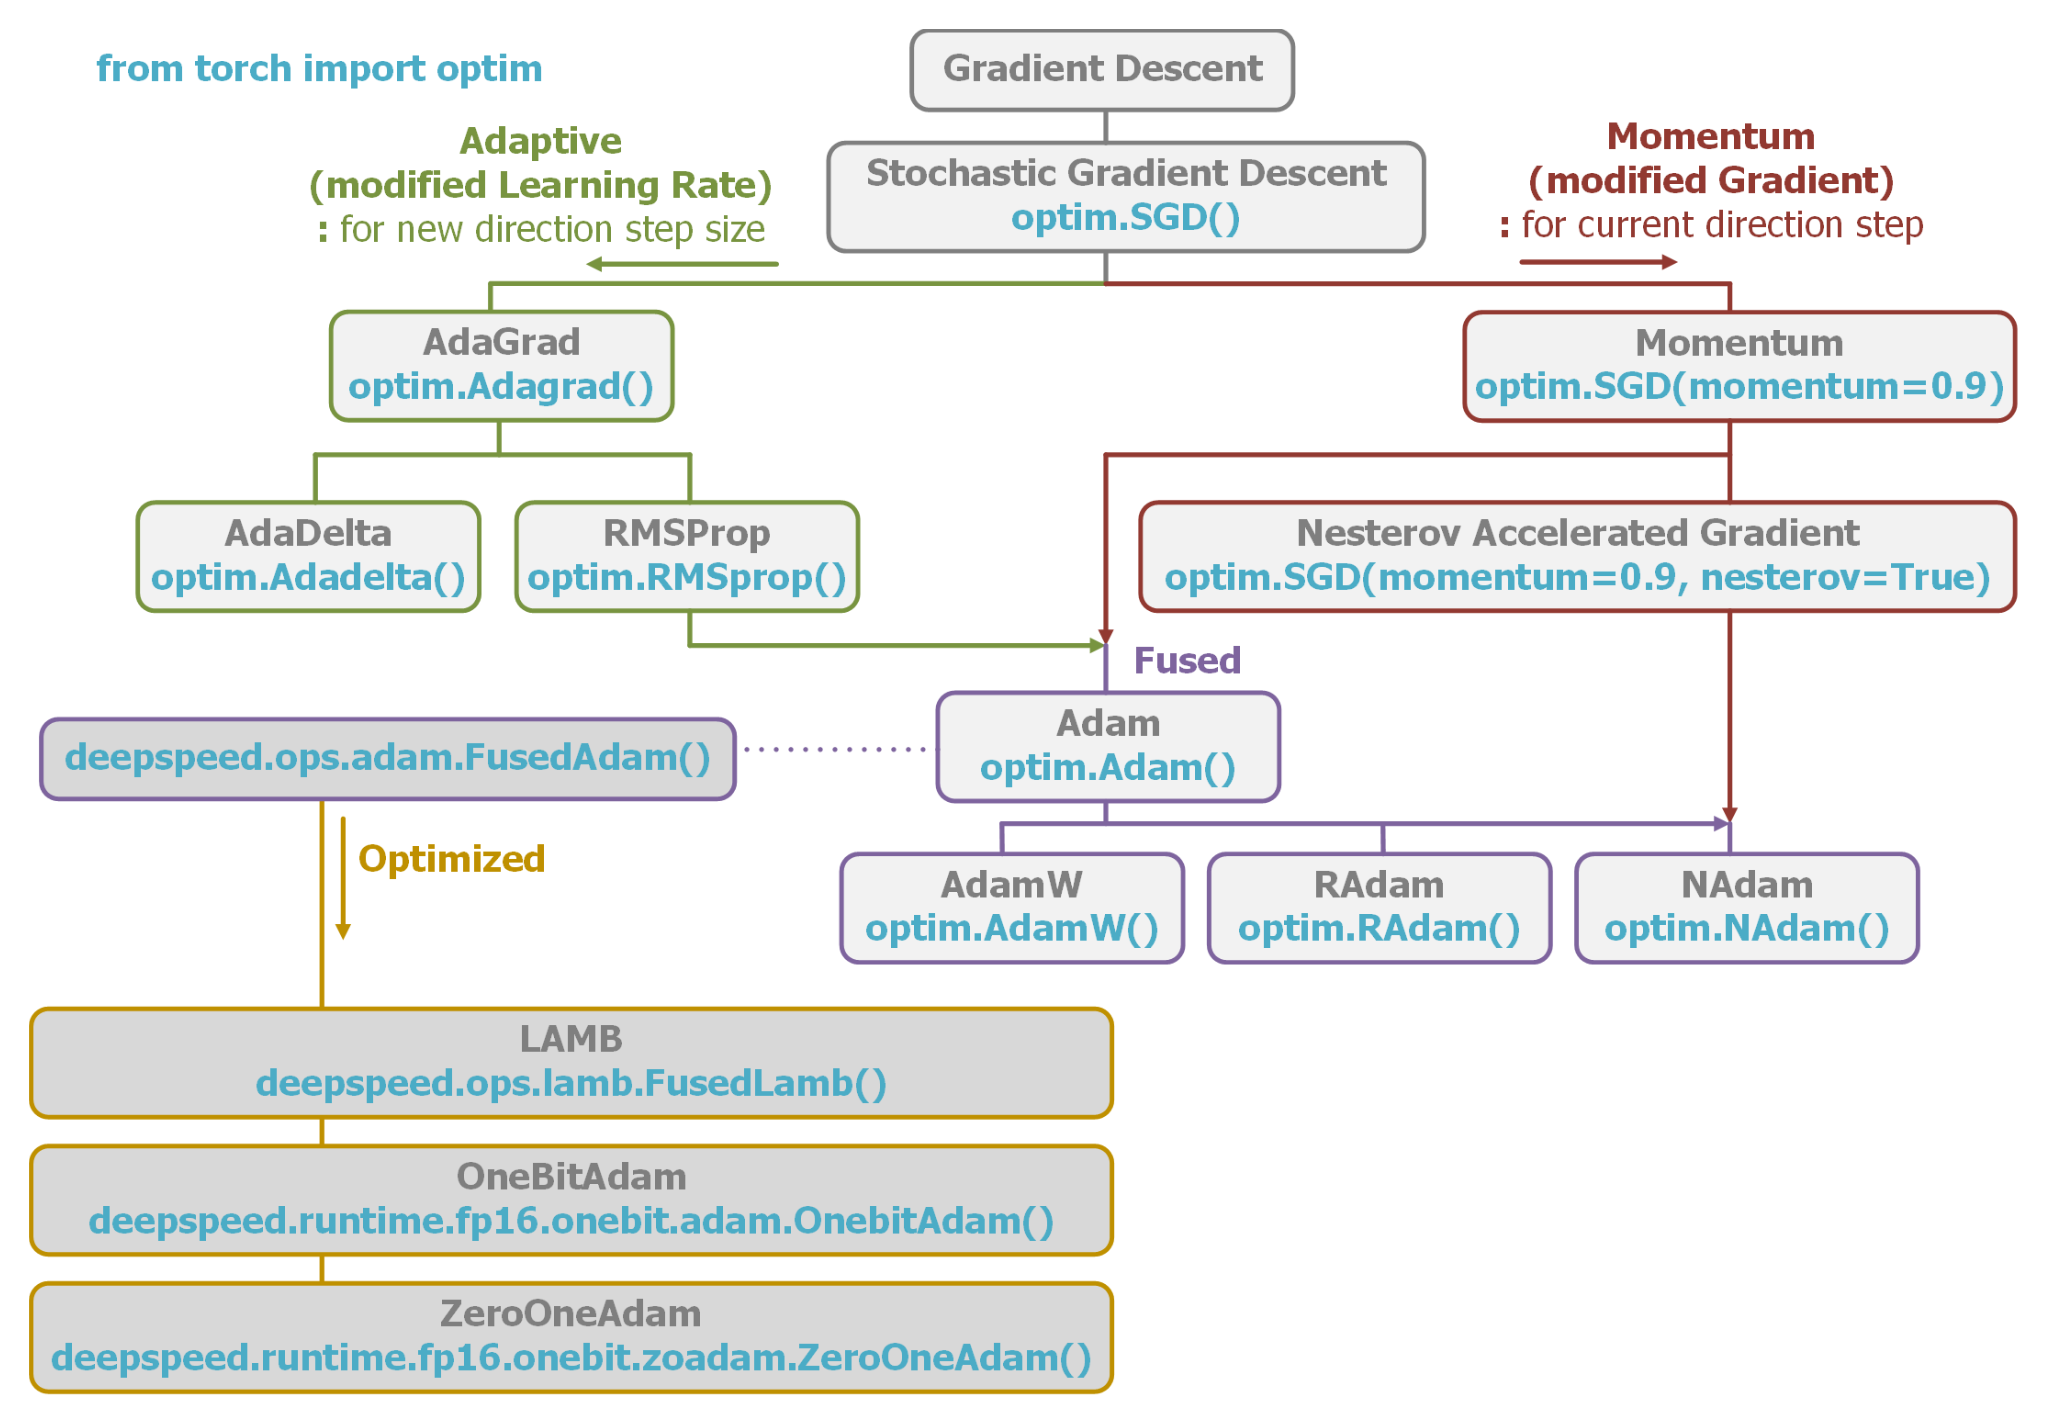 from torch import optim
Gradient Descent
Adaptive
(modified Learning Rate)
: for new direction step size
Stochastic Gradient Descent
optim.SGD()
Momentum
(modified Gradient)
: for current direction step
AdaGrad
optim.Adagrad()
Momentum
optim.SGD(momentum=0.9)
AdaDelta
optim.Adadelta()
RMSProp
optim.RMSprop()
Nesterov Accelerated Gradient
optim.SGD(momentum=0.9, nesterov=True)
Fused
Adam
optim.Adam()
deepspeed.ops.adam.FusedAdam()
Optimized
AdamW
optim.AdamW()
RAdam
optim.RAdam()
NAdam
optim.NAdam()
LAMB
deepspeed.ops.lamb.FusedLamb()
OneBitAdam
deepspeed.runtime.fp16.onebit.adam.OnebitAdam()
ZeroOneAdam
deepspeed.runtime.fp16.onebit.zoadam.ZeroOneAdam()